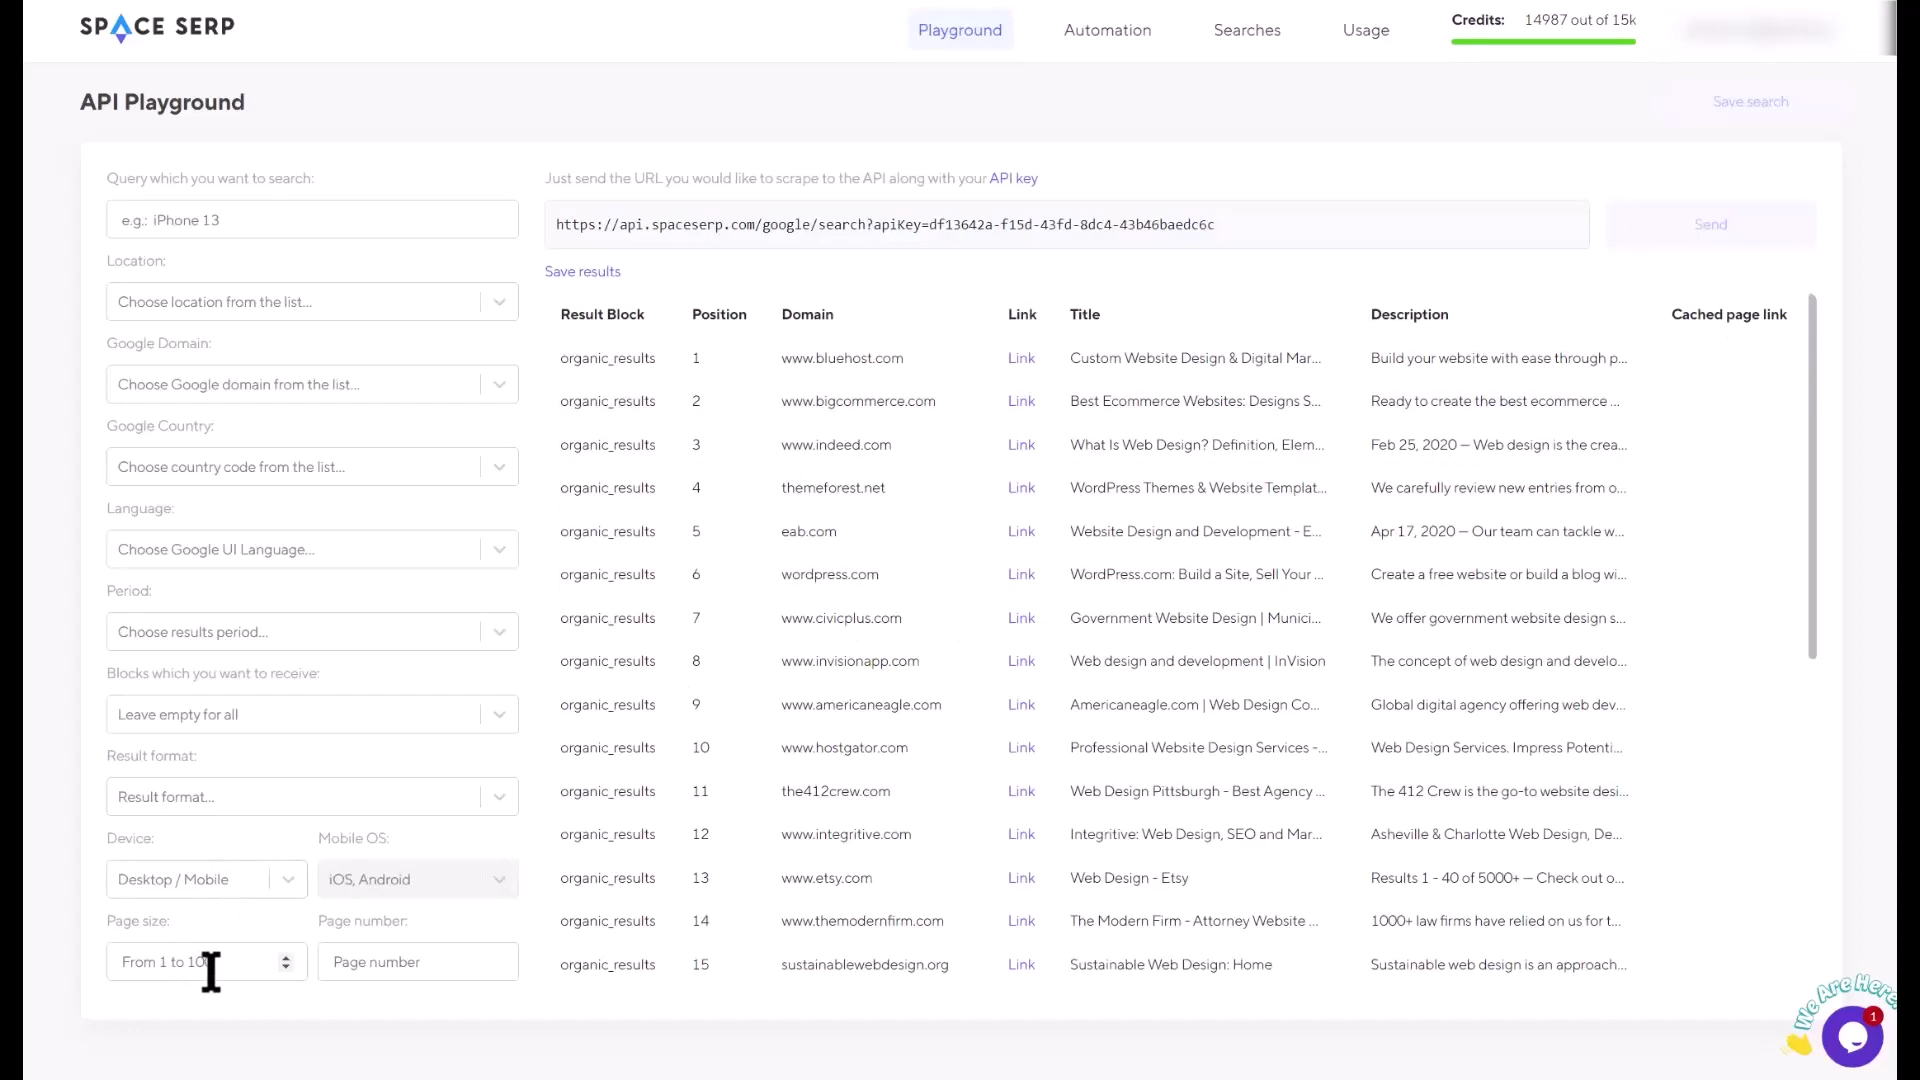 SPACE SERP
Playground
Automation
Searches
Usage
Credits: 14987 out of 15k
API Playground
Save search
Query which you want to search:
e.g.: iPhone 13
Location:
Choose location from the list...
Google Domain:
Choose Google domain from the list...
Google Country:
Choose country code from the list...
Language:
Choose Google UI Language...
Period:
Choose results period...
Blocks which you want to receive:
Leave empty for all
Result format:
Result format...
Device: Mobile OS:
Desktop / Mobile iOS, Android
Page size: Page number:
From 1 to 10 Page number
Just send the URL you would like to scrape to the API along with your API key
https://api.spaceserp.com/google/search?apiKey=df13642a-f15d-43fd-8dc4-43b46baedc6c
Send
Save results
Result Block Position Domain Link Title Description Cached page link
organic_results 1 www.bluehost.com Link Custom Website Design & Digital Mar... Build your website with ease through p...
organic_results 2 www.bigcommerce.com Link Best Ecommerce Websites: Designs S... Ready to create the best ecommerce ...
organic_results 3 www.indeed.com Link What Is Web Design? Definition, Elem... Feb 25, 2020 — Web design is the crea...
organic_results 4 themeforest.net Link WordPress Themes & Website Templat... We carefully review new entries from o...
organic_results 5 eab.com Link Website Design and Development - E... Apr 17, 2020 — Our team can tackle w...
organic_results 6 wordpress.com Link WordPress.com: Build a Site, Sell Your ... Create a free website or build a blog wi...
organic_results 7 www.civicplus.com Link Government Website Design | Munici... We offer government website design s...
organic_results 8 www.invisionapp.com Link Web design and development | InVision The concept of web design and develo...
organic_results 9 www.americaneagle.com Link Americaneagle.com | Web Design Co... Global digital agency offering web dev...
organic_results 10 www.hostgator.com Link Professional Website Design Services -... Web Design Services. Impress Potenti...
organic_results 11 the412crew.com Link Web Design Pittsburgh - Best Agency ... The 412 Crew is the go-to website desi...
organic_results 12 www.integritive.com Link Integritive: Web Design, SEO and Mar... Asheville & Charlotte Web Design, De...
organic_results 13 www.etsy.com Link Web Design - Etsy Results 1 - 40 of 5000+ — Check out o...
organic_results 14 www.themodernfirm.com Link The Modern Firm - Attorney Website ... 1000+ law firms have relied on us for t...
organic_results 15 sustainablewebdesign.org Link Sustainable Web Design: Home Sustainable web design is an approach...
We Are Here!
1